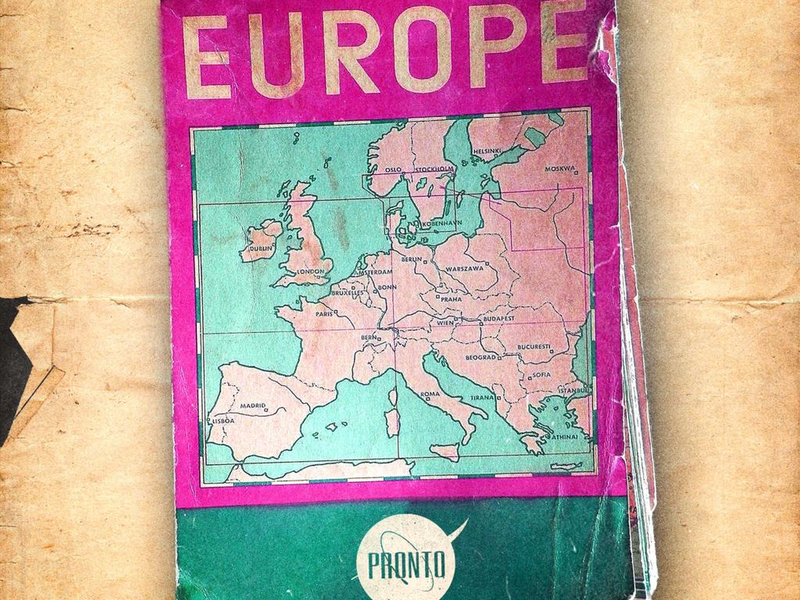 EUROPE
HELSINKI
OSLO
STOCKHOLM
MOSKWA
KOBENHAVN
DUBLIN
BERLIN
WARSZAWA
LONDON
AMSTERDAM
BRUXELLES
BONN
PRAHA
PARIS
WIEN
BUDAPEST
BERN
BUCURESTI
BEOGRAD
SOFIA
ISTANBUL
MADRID
ROMA
TIRANA
LISBOA
ATHINAI
PRONTO